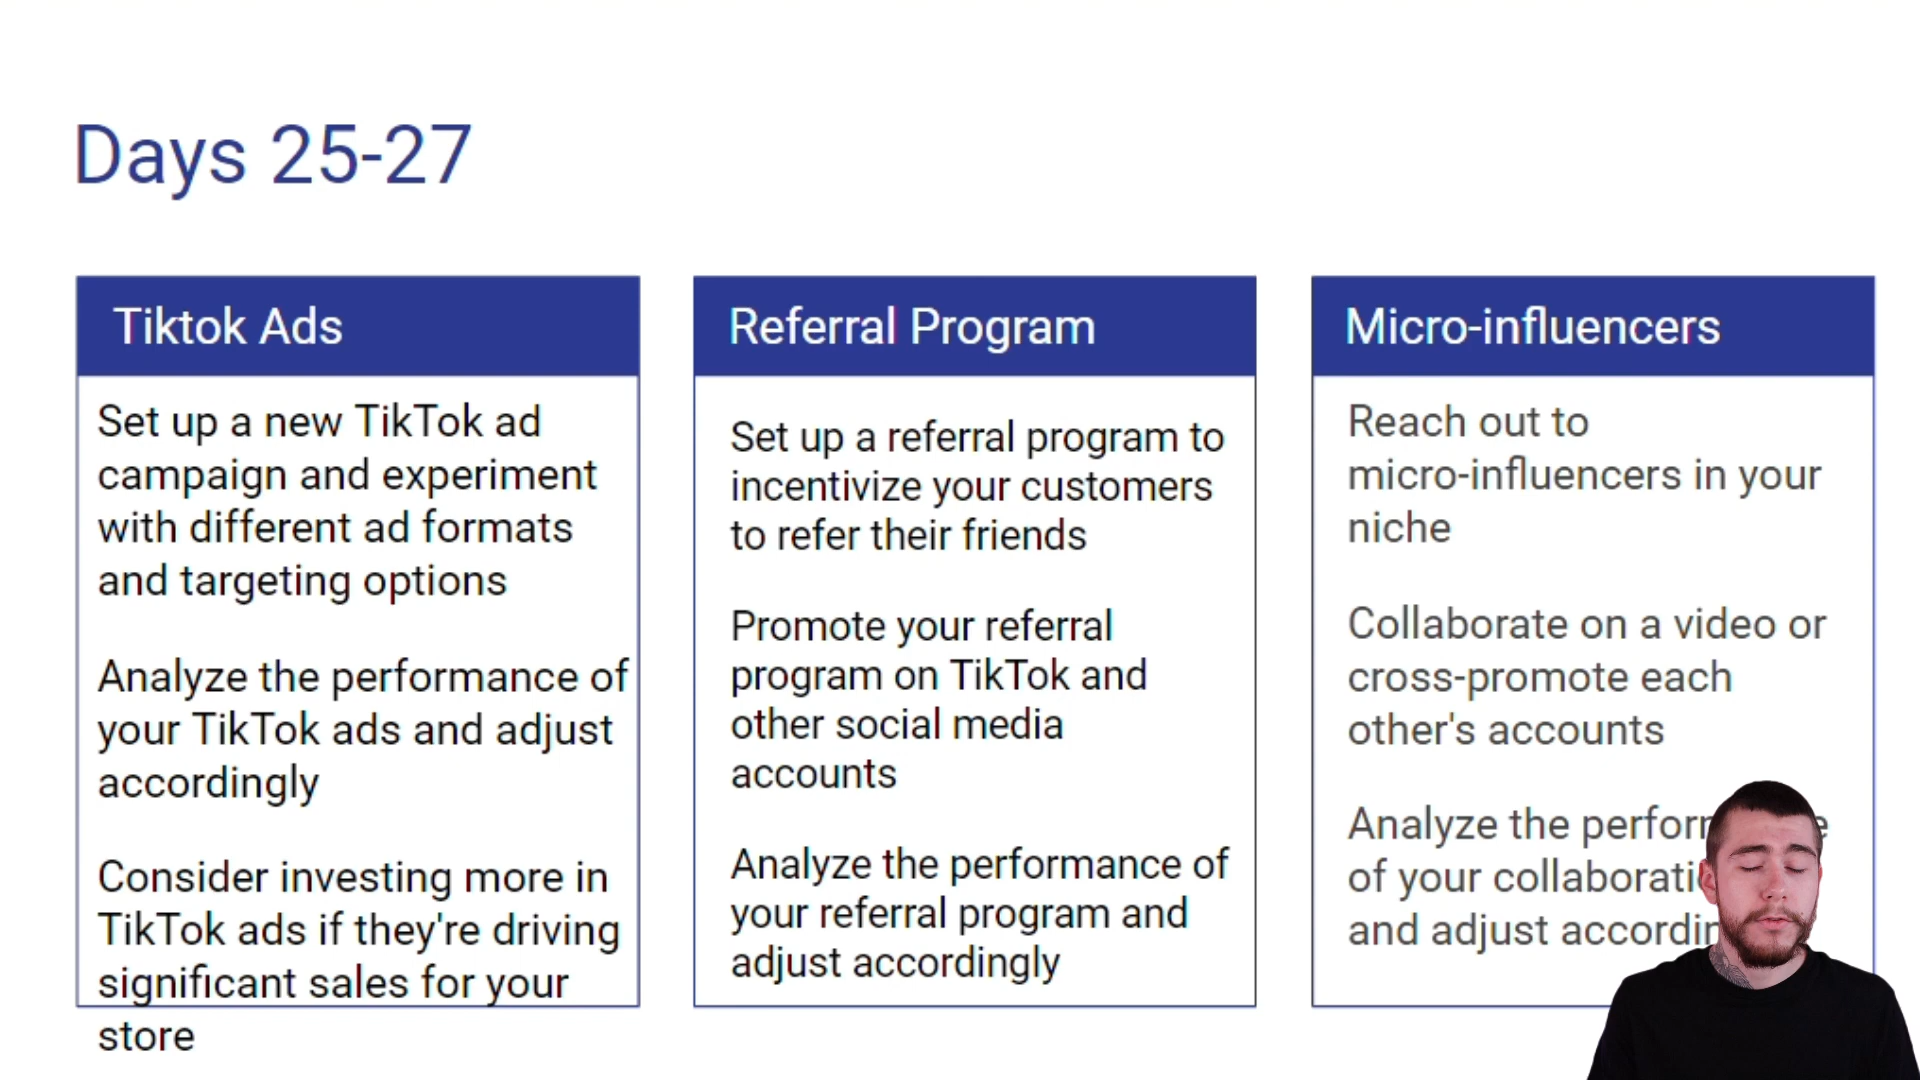 Days 25-27
Tiktok Ads
Set up a new TikTok ad
campaign and experiment
with different ad formats
and targeting options
Analyze the performance of
your TikTok ads and adjust
accordingly
Consider investing more in
TikTok ads if they're driving
significant sales for your
store
Referral Program
Set up a referral program to
incentivize your customers
to refer their friends
Promote your referral
program on TikTok and
other social media
accounts
Analyze the performance of
your referral program and
adjust accordingly
Micro-influencers
Reach out to
micro-influencers in your
niche
Collaborate on a video or
cross-promote each
other's accounts
Analyze the
of your
and adjust